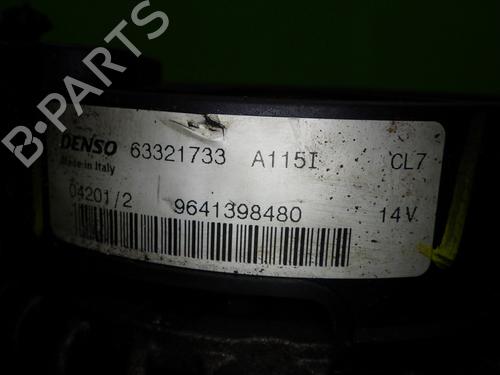 B-PARTS
DENSO 63321733 A115I CL7
Made in Italy
04201/2 9641398480 14V